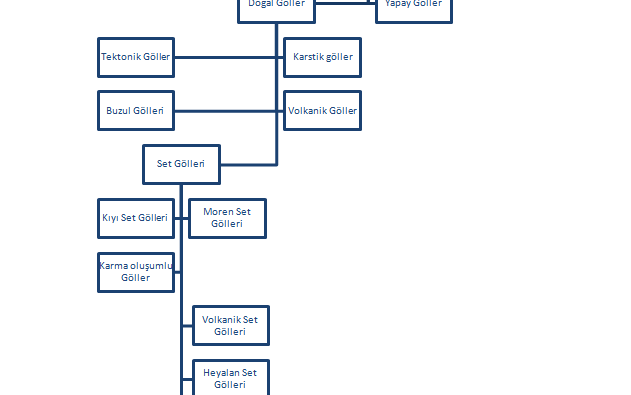 Doğal Göller
Yapay Göller
Tektonik Göller
Karstik göller
Buzul Gölleri
Volkanik Göller
Set Gölleri
Kıyı Set Gölleri
Moren Set
Gölleri
Karma oluşumlu
Göller
Volkanik Set
Gölleri
Heyalan Set
Gölleri